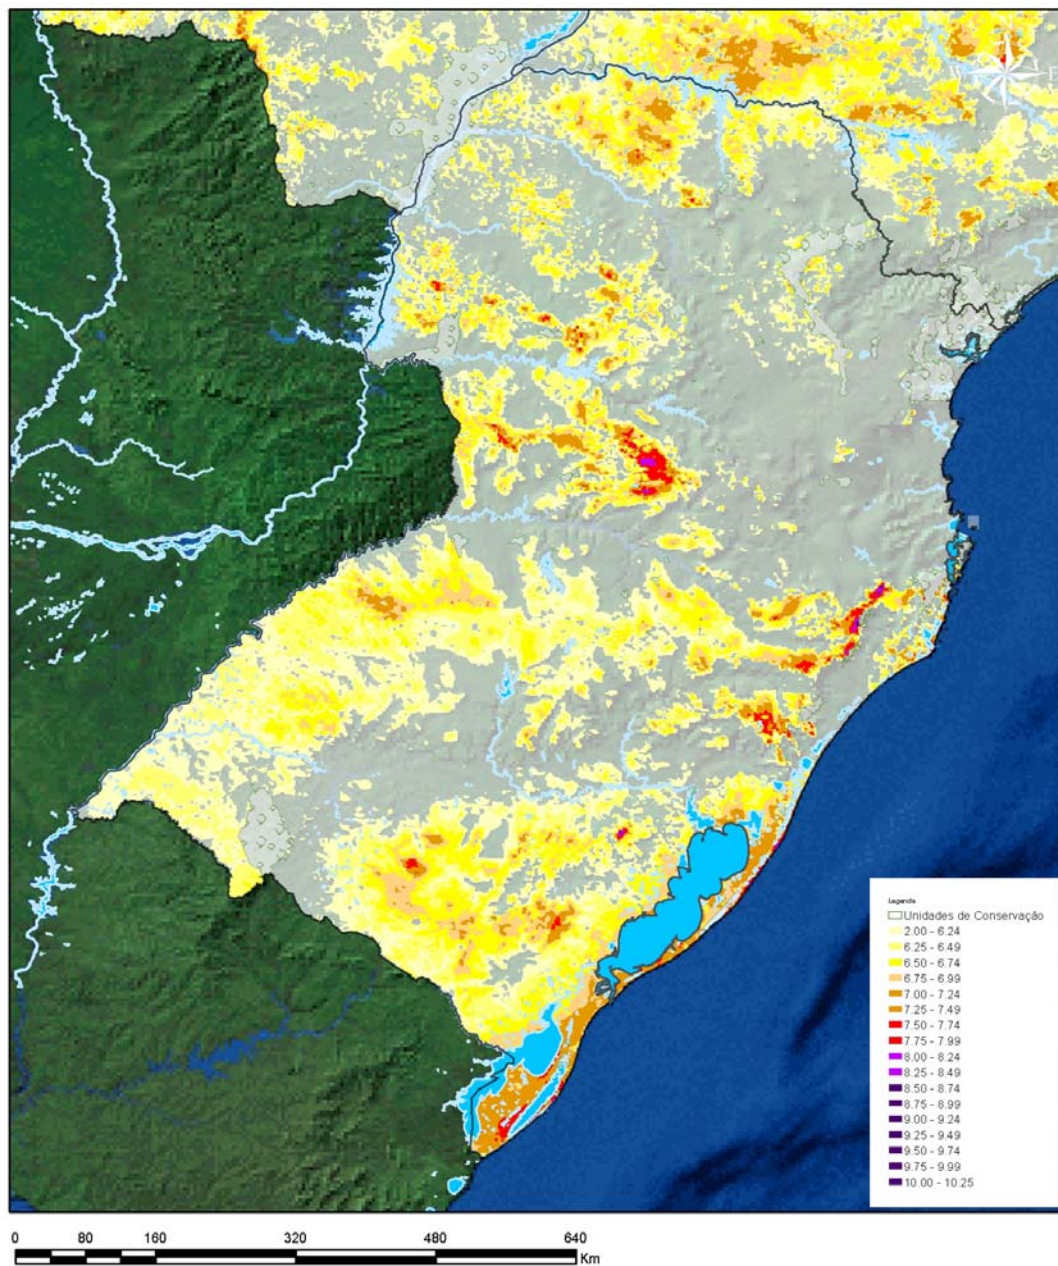 Legenda
Unidades de Conservação
2.00 - 6.24
6.25 - 6.49
6.50 - 6.74
6.75 - 6.99
7.00 - 7.24
7.25 - 7.49
7.50 - 7.74
7.75 - 7.99
8.00 - 8.24
8.25 - 8.49
8.50 - 8.74
8.75 - 8.99
9.00 - 9.24
9.25 - 9.49
9.50 - 9.74
9.75 - 9.99
10.00 - 10.25
0 80 160 320 480 640
Km